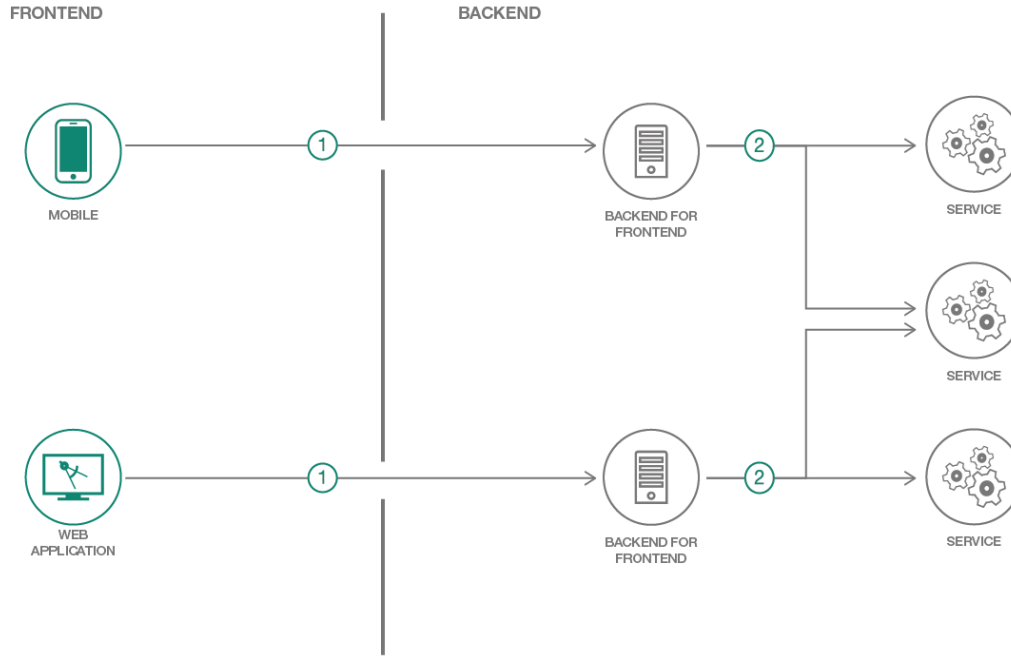 FRONTEND
BACKEND
1
2
MOBILE
BACKEND FOR
FRONTEND
SERVICE
SERVICE
1
2
WEB
APPLICATION
BACKEND FOR
FRONTEND
SERVICE